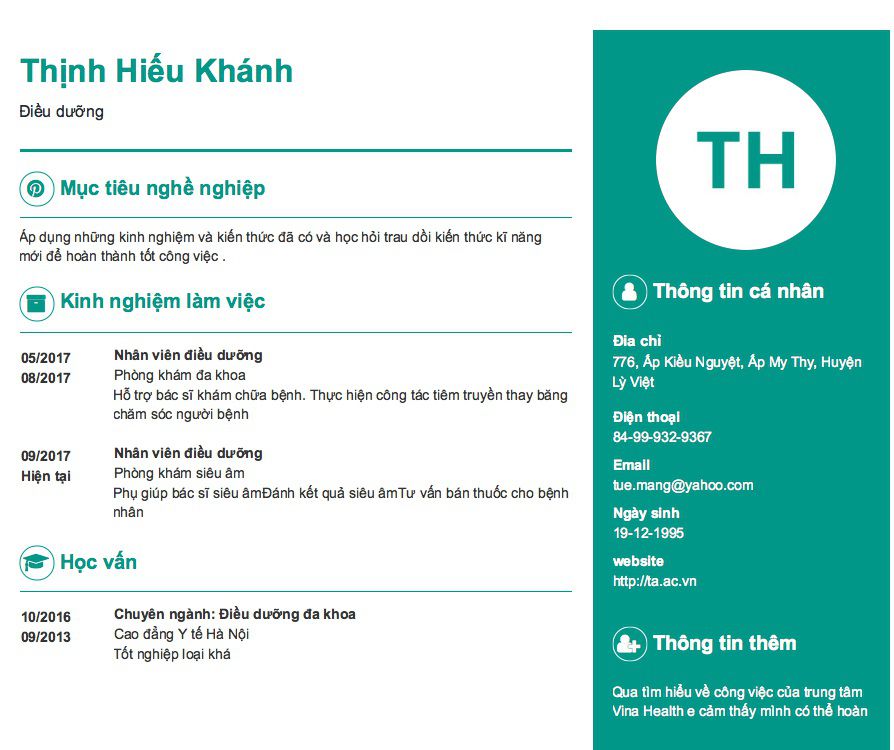 Thịnh Hiếu Khánh
Điều dưỡng
Mục tiêu nghề nghiệp
Áp dụng những kinh nghiệm và kiến thức đã có và học hỏi trau dồi kiến thức kĩ năng
mới để hoàn thành tốt công việc .
Kinh nghiệm làm việc
05/2017
08/2017
Nhân viên điều dưỡng
Phòng khám đa khoa
Hỗ trợ bác sĩ khám chữa bệnh. Thực hiện công tác tiêm truyền thay băng
chăm sóc người bệnh
09/2017
Hiện tại
Nhân viên điều dưỡng
Phòng khám siêu âm
Phụ giúp bác sĩ siêu âmĐánh kết quả siêu âmTư vấn bán thuốc cho bệnh
nhân
Học vấn
10/2016
09/2013
Chuyên ngành: Điều dưỡng đa khoa
Cao đẳng Y tế Hà Nội
Tốt nghiệp loại khá
TH
Thông tin cá nhân
Đia chỉ
776, Ấp Kiều Nguyệt, Ấp My Thy, Huyện
Lỳ Việt
Điện thoại
84-99-932-9367
Email
tue.mang@yahoo.com
Ngày sinh
19-12-1995
website
http://ta.ac.vn
Thông tin thêm
Qua tìm hiểu về công việc của trung tâm
Vina Health e cảm thấy mình có thể hoàn